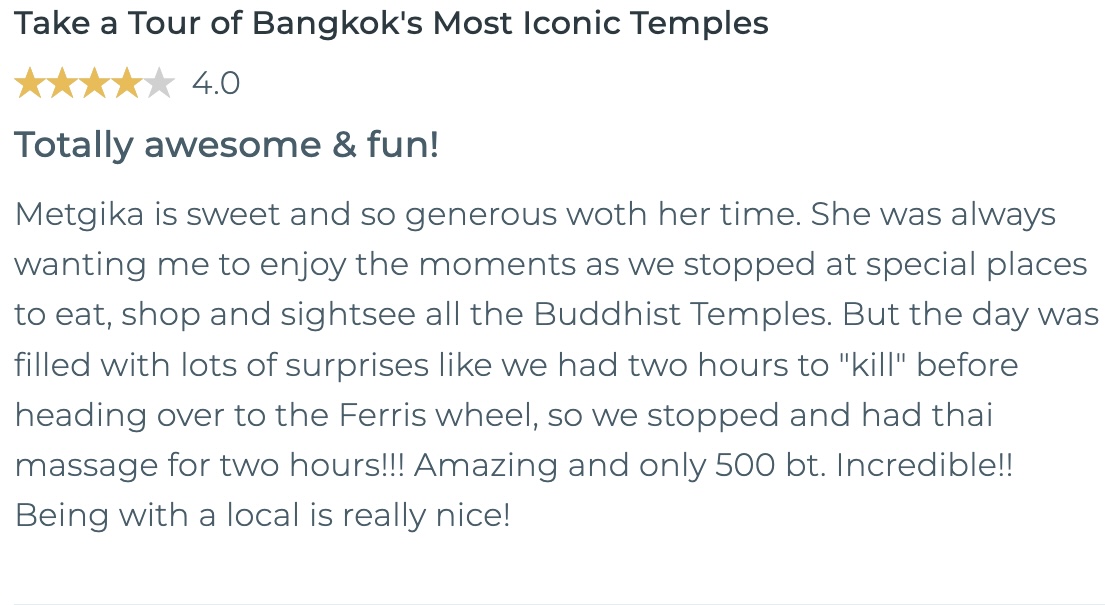 Take a Tour of Bangkok's Most Iconic Temples
4.0
Totally awesome & fun!
Metgika is sweet and so generous woth her time. She was always
wanting me to enjoy the moments as we stopped at special places
to eat, shop and sightsee all the Buddhist Temples. But the day was
filled with lots of surprises like we had two hours to "kill" before
heading over to the Ferris wheel, so we stopped and had thai
massage for two hours!!! Amazing and only 500 bt. Incredible!!
Being with a local is really nice!